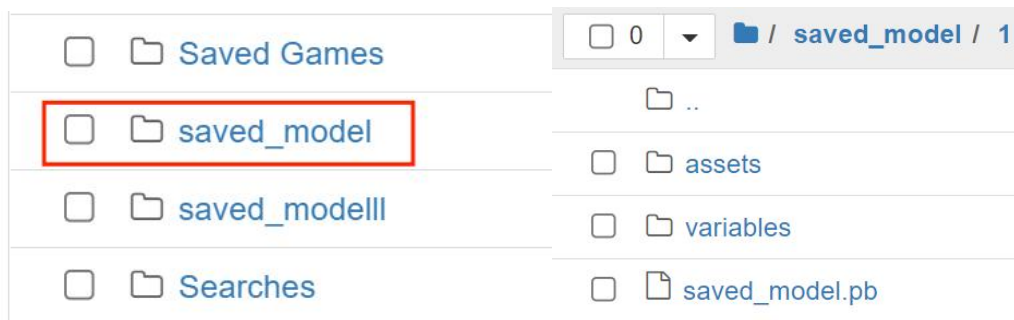 Saved Games
saved_model
saved_modelll
Searches
0 / saved_model / 1
..
assets
variables
saved_model.pb